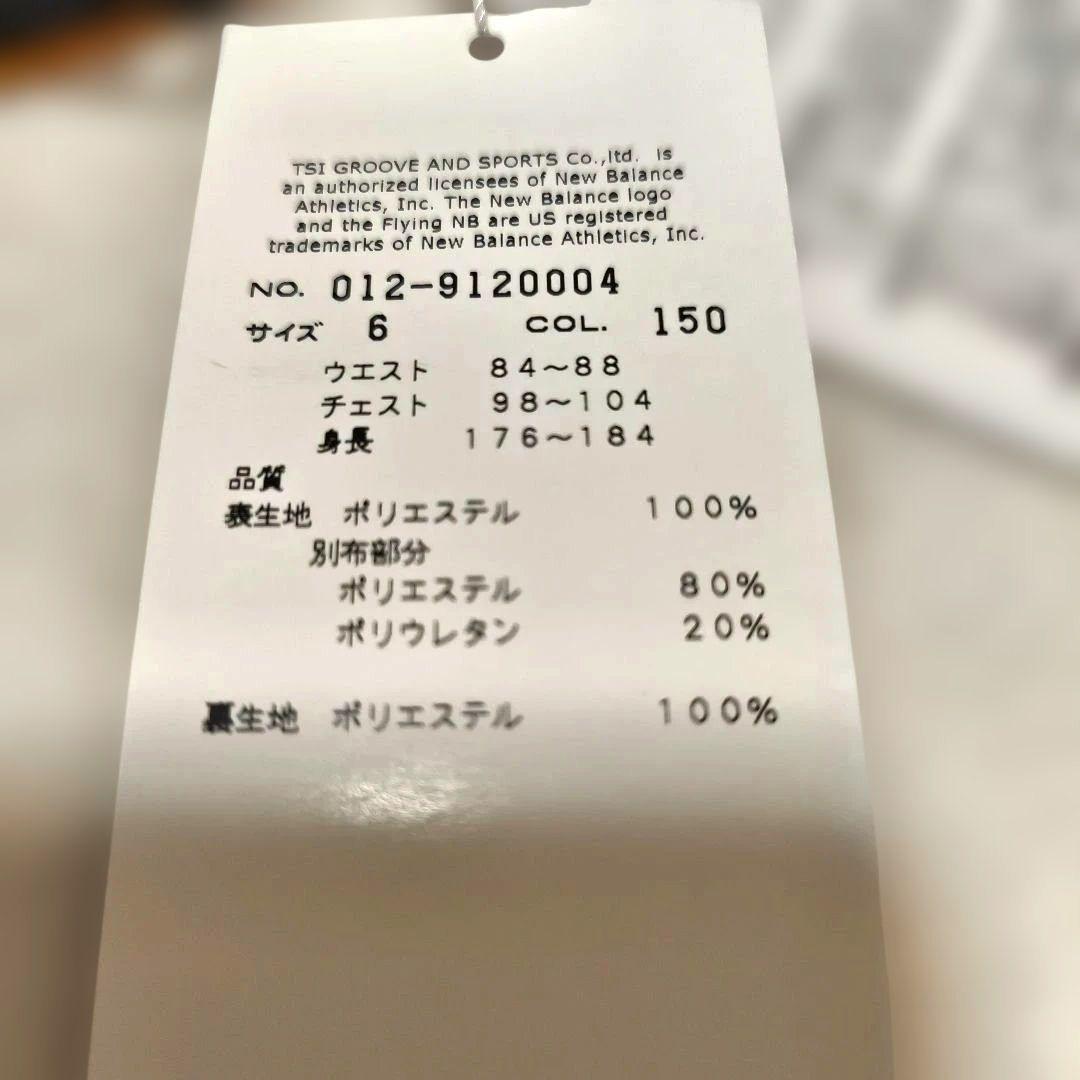 TSI GROOVE AND SPORTS Co.,ltd. is
an authorized licensees of New Balance
Athletics, Inc. The New Balance logo
and the Flying NB are US registered
trademarks of New Balance Athletics, Inc.
NO. 012-9120004
サイズ 6 COL. 150
ウエスト 84～88
チェスト 98～104
身長 176～184
品質
表生地 ポリエステル 100%
別布部分
ポリエステル 80%
ポリウレタン 20%
裏生地 ポリエステル 100%